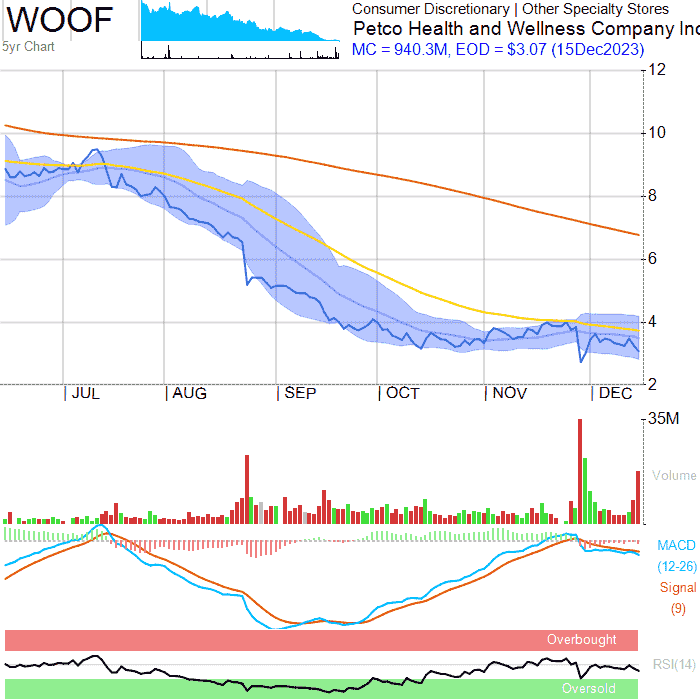 WOOF
5yr Chart
Consumer Discretionary | Other Specialty Stores
Petco Health and Wellness Company Inc
MC = 940.3M, EOD = $3.07 (15Dec2023)
12
10
8
6
4
2
JUL AUG SEP OCT NOV DEC
35M
Volume
MACD
(12-26)
Signal
(9)
Overbought
RSI(14)
Oversold